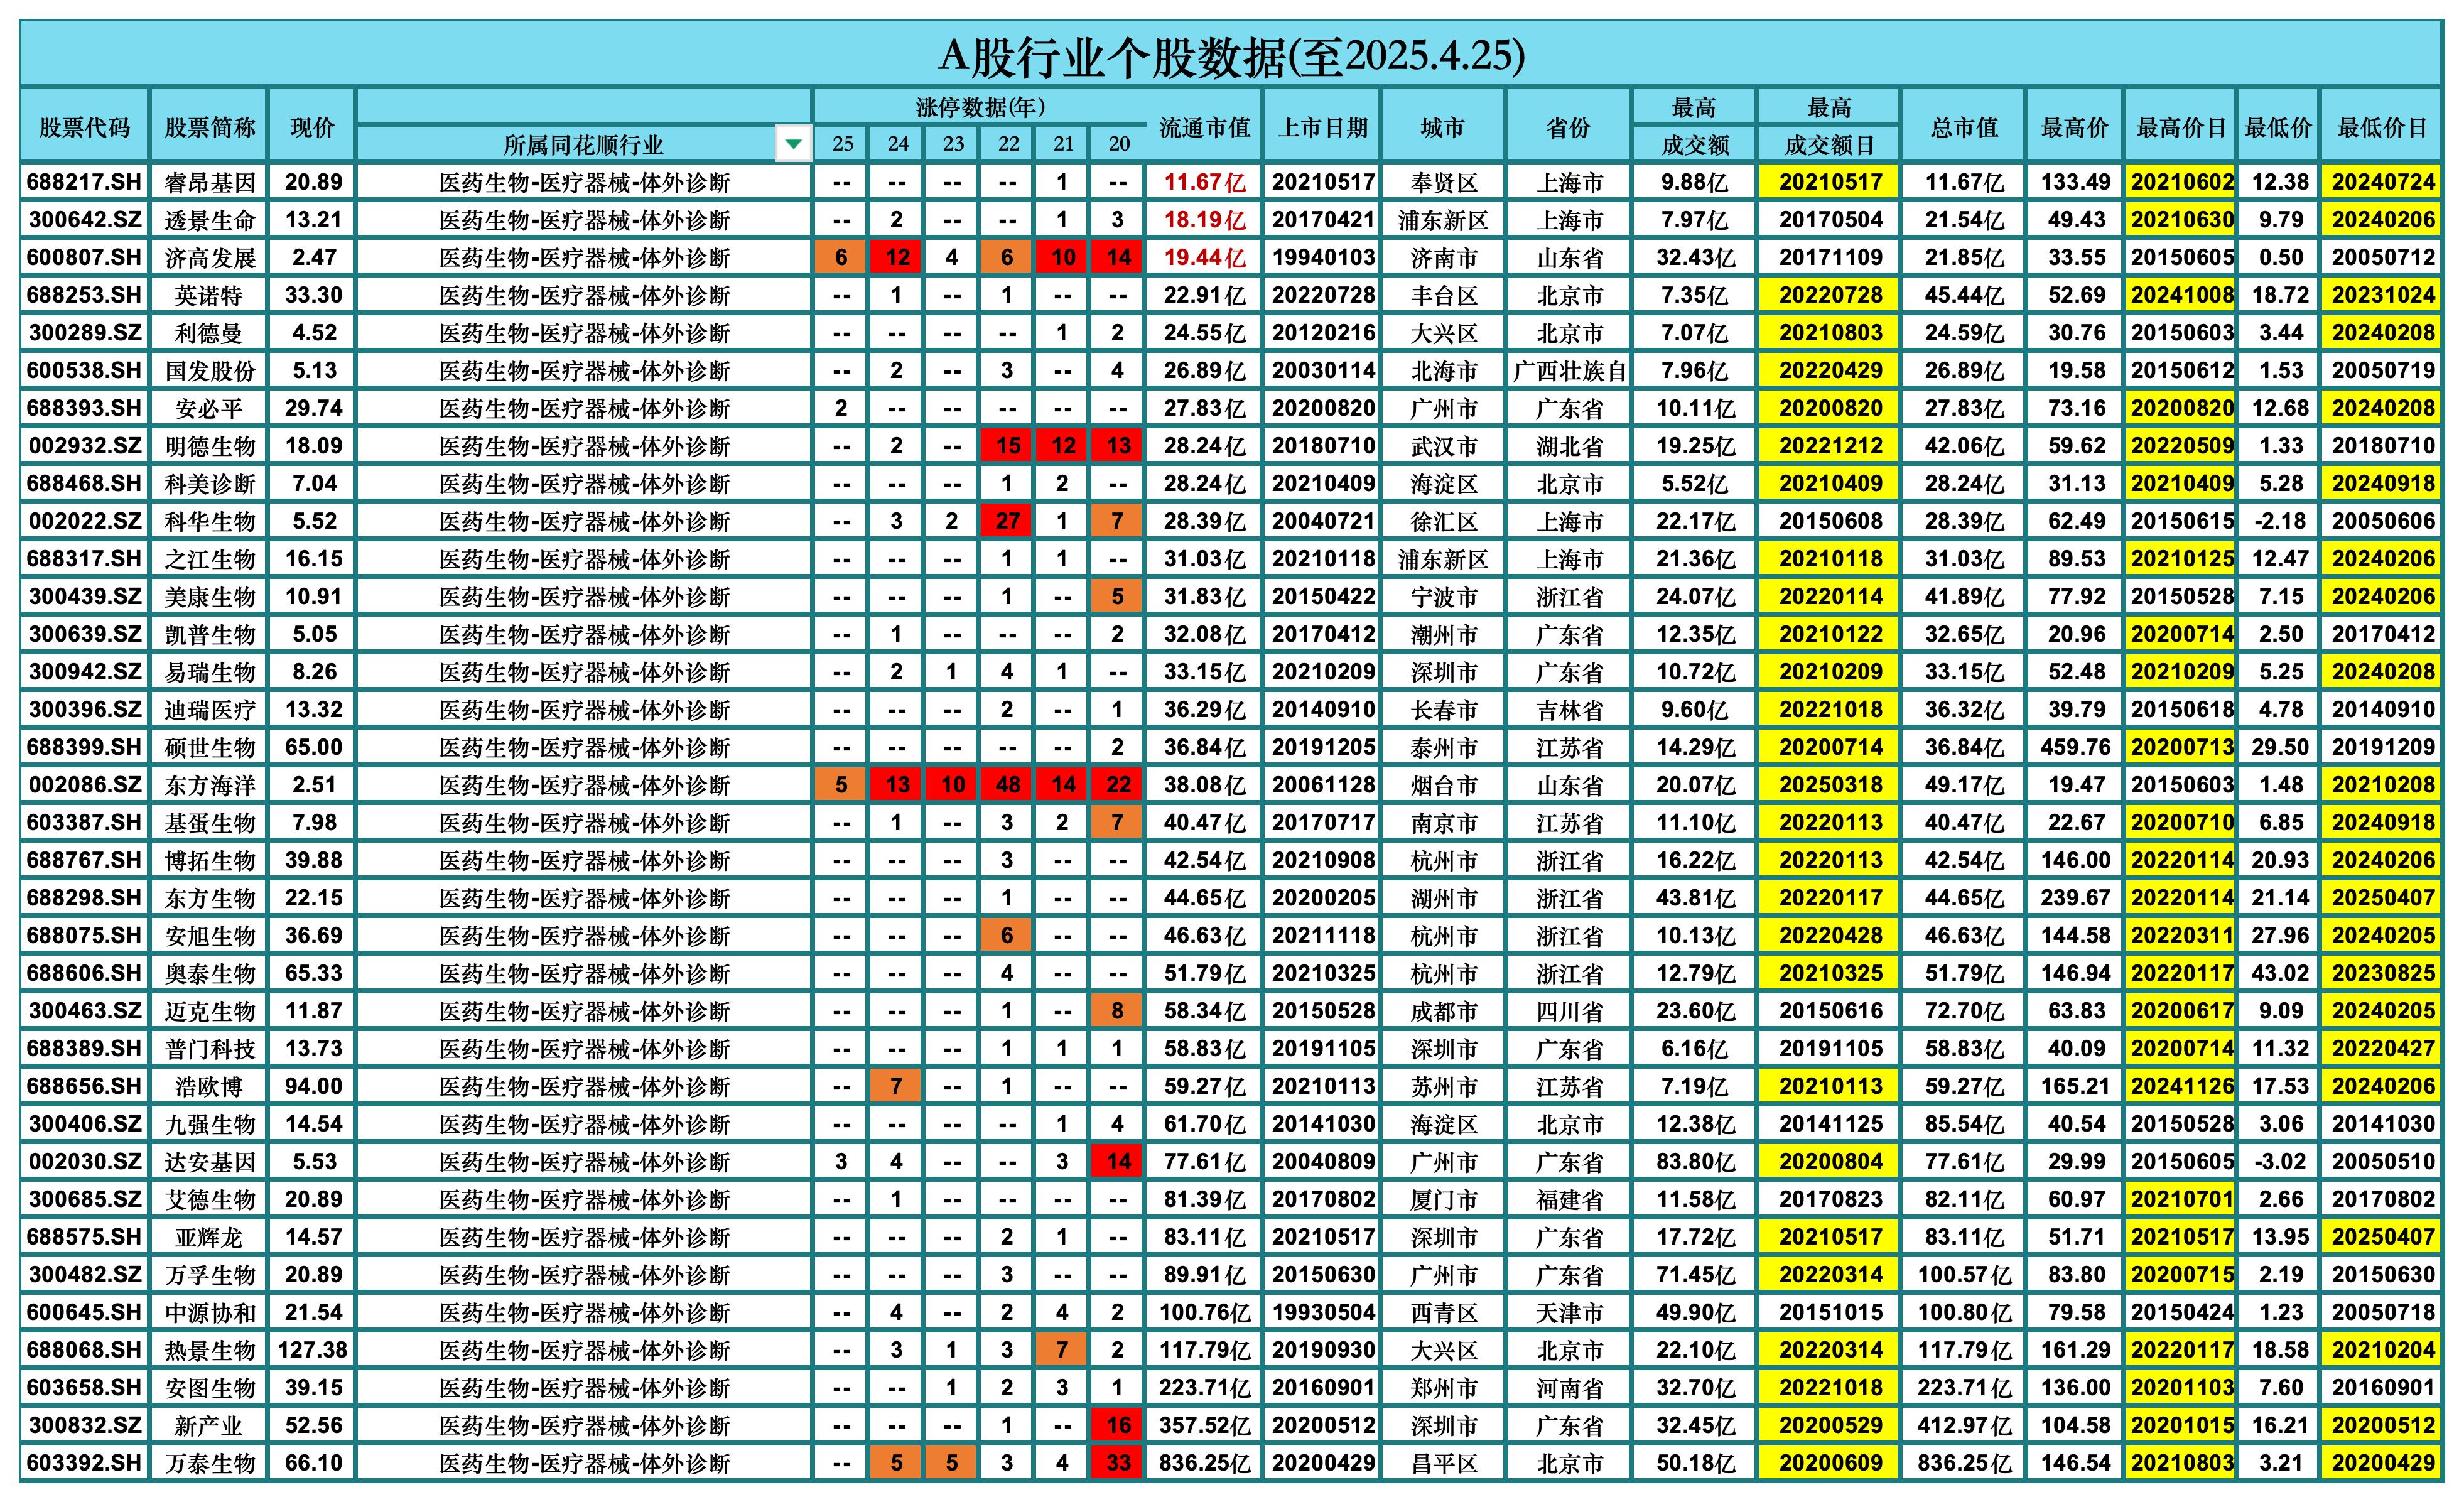 A股行业个股数据(至2025.4.25)
股票代码 股票简称 现价 所属同花顺行业 涨停数据(年) 25 24 23 22 21 20 流通市值 上市日期 城市 省份 最高成交额 最高成交额日 总市值 最高价 最高价日 最低价 最低价日
688217.SH 睿昂基因 20.89 医药生物-医疗器械-体外诊断 -- -- -- -- 1 -- 11.67亿 20210517 奉贤区 上海市 9.88亿 20210517 11.67亿 133.49 20210602 12.38 20240724
300642.SZ 透景生命 13.21 医药生物-医疗器械-体外诊断 -- 2 -- -- 1 3 18.19亿 20170421 浦东新区 上海市 7.97亿 20170504 21.54亿 49.43 20210630 9.79 20240206
600807.SH 济高发展 2.47 医药生物-医疗器械-体外诊断 6 12 4 6 10 14 19.44亿 19940103 济南市 山东省 32.43亿 20171109 21.85亿 33.55 20150605 0.50 20050712
688253.SH 英诺特 33.30 医药生物-医疗器械-体外诊断 -- 1 -- 1 -- -- 22.91亿 20220728 丰台区 北京市 7.35亿 20220728 45.44亿 52.69 20241008 18.72 20231024
300289.SZ 利德曼 4.52 医药生物-医疗器械-体外诊断 -- -- -- -- 1 2 24.55亿 20120216 大兴区 北京市 7.07亿 20210803 24.59亿 30.76 20150603 3.44 20240208
600538.SH 国发股份 5.13 医药生物-医疗器械-体外诊断 -- 2 -- 3 -- 4 26.89亿 20030114 北海市 广西壮族自 7.96亿 20220429 26.89亿 19.58 20150612 1.53 20050719
688393.SH 安必平 29.74 医药生物-医疗器械-体外诊断 2 -- -- -- -- -- 27.83亿 20200820 广州市 广东省 10.11亿 20200820 27.83亿 73.16 20200820 12.68 20240208
002932.SZ 明德生物 18.09 医药生物-医疗器械-体外诊断 -- 2 -- 15 12 13 28.24亿 20180710 武汉市 湖北省 19.25亿 20221212 42.06亿 59.62 20220509 1.33 20180710
688468.SH 科美诊断 7.04 医药生物-医疗器械-体外诊断 -- -- -- 1 2 -- 28.24亿 20210409 海淀区 北京市 5.52亿 20210409 28.24亿 31.13 20210409 5.28 20240918
002022.SZ 科华生物 5.52 医药生物-医疗器械-体外诊断 -- 3 2 27 1 7 28.39亿 20040721 徐汇区 上海市 22.17亿 20150608 28.39亿 62.49 20150615 -2.18 20050606
688317.SH 之江生物 16.15 医药生物-医疗器械-体外诊断 -- -- -- 1 1 -- 31.03亿 20210118 浦东新区 上海市 21.36亿 20210118 31.03亿 89.53 20210125 12.47 20240206
300439.SZ 美康生物 10.91 医药生物-医疗器械-体外诊断 -- -- -- 1 -- 5 31.83亿 20150422 宁波市 浙江省 24.07亿 20220114 41.89亿 77.92 20150528 7.15 20240206
300639.SZ 凯普生物 5.05 医药生物-医疗器械-体外诊断 -- 1 -- -- -- 2 32.08亿 20170412 潮州市 广东省 12.35亿 20210122 32.65亿 20.96 20200714 2.50 20170412
300942.SZ 易瑞生物 8.26 医药生物-医疗器械-体外诊断 -- 2 1 4 1 -- 33.15亿 20210209 深圳市 广东省 10.72亿 20210209 33.15亿 52.48 20210209 5.25 20240208
300396.SZ 迪瑞医疗 13.32 医药生物-医疗器械-体外诊断 -- -- -- 2 -- 1 36.29亿 20140910 长春市 吉林省 9.60亿 20221018 36.32亿 39.79 20150618 4.78 20140910
688399.SH 硕世生物 65.00 医药生物-医疗器械-体外诊断 -- -- -- -- -- 2 36.84亿 20191205 泰州市 江苏省 14.29亿 20200714 36.84亿 459.76 20200713 29.50 20191209
002086.SZ 东方海洋 2.51 医药生物-医疗器械-体外诊断 5 13 10 48 14 22 38.08亿 20061128 烟台市 山东省 20.07亿 20250318 49.17亿 19.47 20150603 1.48 20210208
603387.SH 基蛋生物 7.98 医药生物-医疗器械-体外诊断 -- 1 -- 3 2 7 40.47亿 20170717 南京市 江苏省 11.10亿 20220113 40.47亿 22.67 20200710 6.85 20240918
688767.SH 博拓生物 39.88 医药生物-医疗器械-体外诊断 -- -- -- 3 -- -- 42.54亿 20210908 杭州市 浙江省 16.22亿 20220113 42.54亿 146.00 20220114 20.93 20240206
688298.SH 东方生物 22.15 医药生物-医疗器械-体外诊断 -- -- -- 1 -- -- 44.65亿 20200205 湖州市 浙江省 43.81亿 20220117 44.65亿 239.67 20220114 21.14 20250407
688075.SH 安旭生物 36.69 医药生物-医疗器械-体外诊断 -- -- -- 6 -- -- 46.63亿 20211118 杭州市 浙江省 10.13亿 20220428 46.63亿 144.58 20220311 27.96 20240205
688606.SH 奥泰生物 65.33 医药生物-医疗器械-体外诊断 -- -- -- 4 -- -- 51.79亿 20210325 杭州市 浙江省 12.79亿 20210325 51.79亿 146.94 20220117 43.02 20230825
300463.SZ 迈克生物 11.87 医药生物-医疗器械-体外诊断 -- -- -- 1 -- 8 58.34亿 20150528 成都市 四川省 23.60亿 20150616 72.70亿 63.83 20200617 9.09 20240205
688389.SH 普门科技 13.73 医药生物-医疗器械-体外诊断 -- -- -- 1 1 1 58.83亿 20191105 深圳市 广东省 6.16亿 20191105 58.83亿 40.09 20200714 11.32 20220427
688656.SH 浩欧博 94.00 医药生物-医疗器械-体外诊断 -- 7 -- 1 -- -- 59.27亿 20210113 苏州市 江苏省 7.19亿 20210113 59.27亿 165.21 20241126 17.53 20240206
300406.SZ 九强生物 14.54 医药生物-医疗器械-体外诊断 -- -- -- -- 1 4 61.70亿 20141030 海淀区 北京市 12.38亿 20141125 85.54亿 40.54 20150528 3.06 20141030
002030.SZ 达安基因 5.53 医药生物-医疗器械-体外诊断 3 4 -- -- 3 14 77.61亿 20040809 广州市 广东省 83.80亿 20200804 77.61亿 29.99 20150605 -3.02 20050510
300685.SZ 艾德生物 20.89 医药生物-医疗器械-体外诊断 -- 1 -- -- -- -- 81.39亿 20170802 厦门市 福建省 11.58亿 20170823 82.11亿 60.97 20210701 2.66 20170802
688575.SH 亚辉龙 14.57 医药生物-医疗器械-体外诊断 -- -- -- 2 1 -- 83.11亿 20210517 深圳市 广东省 17.72亿 20210517 83.11亿 51.71 20210517 13.95 20250407
300482.SZ 万孚生物 20.89 医药生物-医疗器械-体外诊断 -- -- -- 3 -- -- 89.91亿 20150630 广州市 广东省 71.45亿 20220314 100.57亿 83.80 20200715 2.19 20150630
600645.SH 中源协和 21.54 医药生物-医疗器械-体外诊断 -- 4 -- 2 4 2 100.76亿 19930504 西青区 天津市 49.90亿 20151015 100.80亿 79.58 20150424 1.23 20050718
688068.SH 热景生物 127.38 医药生物-医疗器械-体外诊断 -- 3 1 3 7 2 117.79亿 20190930 大兴区 北京市 22.10亿 20220314 117.79亿 161.29 20220117 18.58 20210204
603658.SH 安图生物 39.15 医药生物-医疗器械-体外诊断 -- -- 1 2 3 1 223.71亿 20160901 郑州市 河南省 32.70亿 20221018 223.71亿 136.00 20201103 7.60 20160901
300832.SZ 新产业 52.56 医药生物-医疗器械-体外诊断 -- -- -- 1 -- 16 357.52亿 20200512 深圳市 广东省 32.45亿 20200529 412.97亿 104.58 20201015 16.21 20200512
603392.SH 万泰生物 66.10 医药生物-医疗器械-体外诊断 -- 5 5 3 4 33 836.25亿 20200429 昌平区 北京市 50.18亿 20200609 836.25亿 146.54 20210803 3.21 20200429